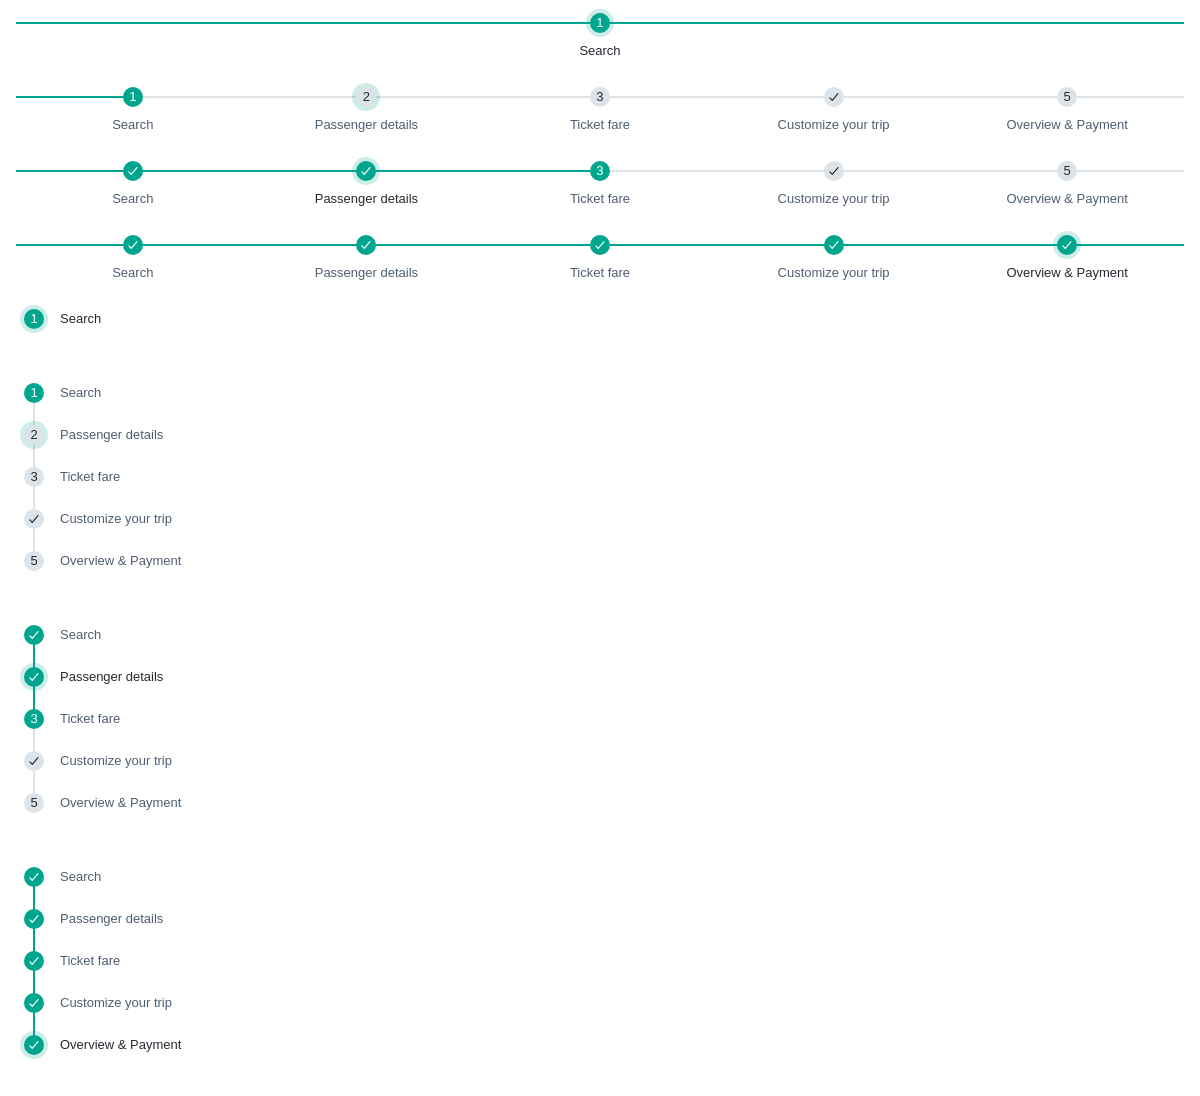 1
Search
1 2 3 5
Search Passenger details Ticket fare Customize your trip Overview & Payment
3 5
Search Passenger details Ticket fare Customize your trip Overview & Payment
Search Passenger details Ticket fare Customize your trip Overview & Payment
1 Search
1 Search
2 Passenger details
3 Ticket fare
Customize your trip
5 Overview & Payment
Search
Passenger details
3 Ticket fare
Customize your trip
5 Overview & Payment
Search
Passenger details
Ticket fare
Customize your trip
Overview & Payment